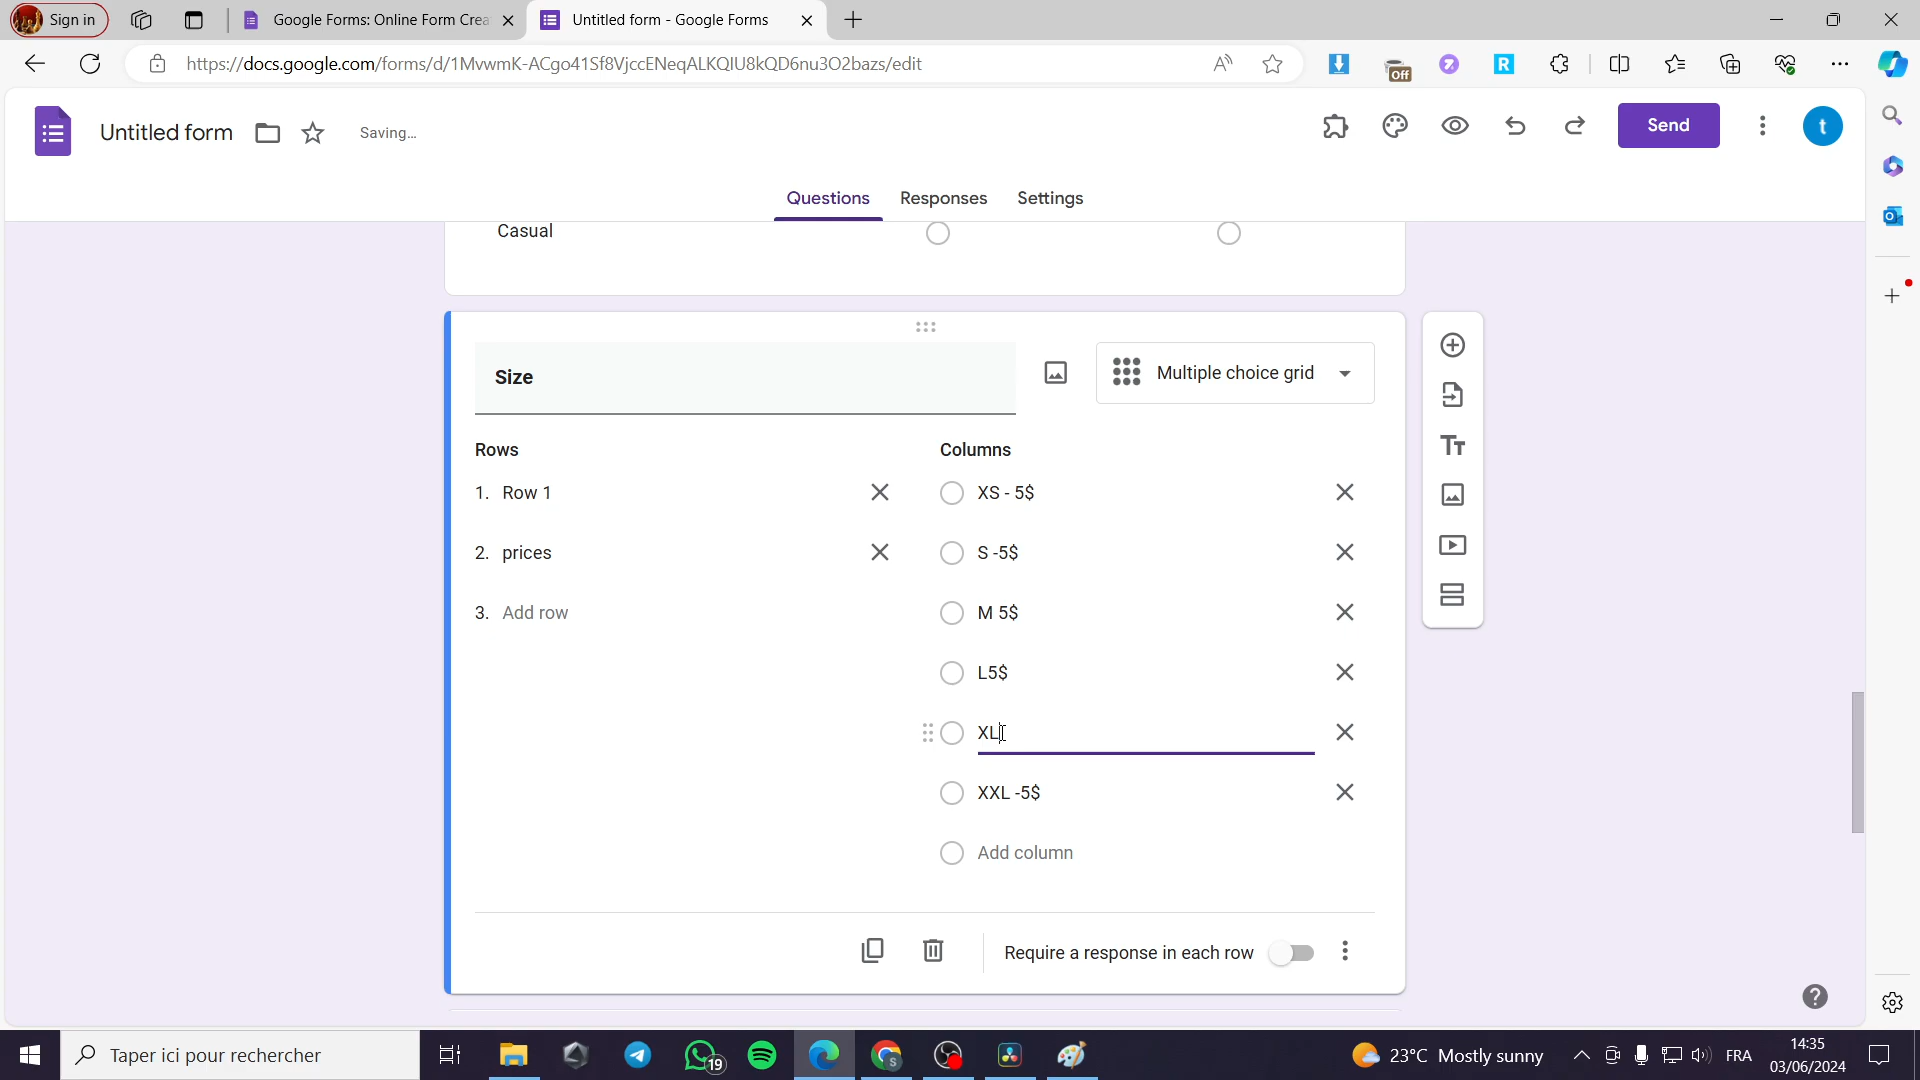 Sign in
Google Forms: Online Form Crea
Untitled form - Google Forms
https://docs.google.com/forms/d/1MvwmK-ACgo41Sf8VjccENeqALKQIU8kQD6nu3O2bazs/edit
Off
Untitled form
Saving...
Send
t
Questions
Responses
Settings
Casual
Size
Multiple choice grid
Rows
Columns
1. Row 1
XS - 5$
2. prices
S -5$
3. Add row
M 5$
L5$
XL
XXL -5$
Add column
Require a response in each row
Taper ici pour rechercher
19
23°C Mostly sunny
FRA
14:35
03/06/2024